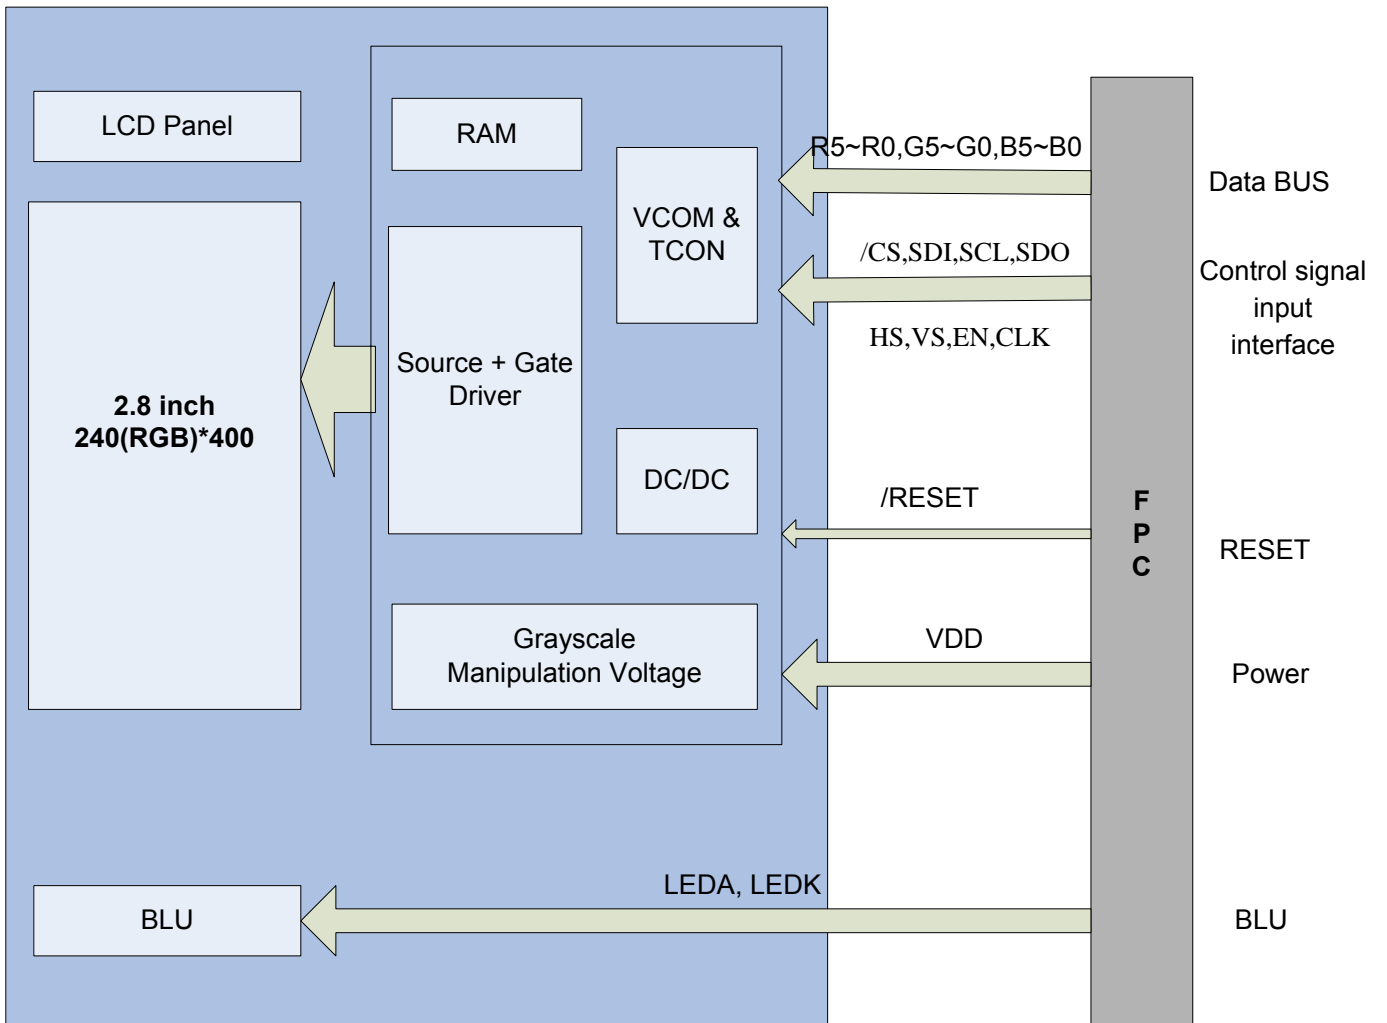 LCD Panel
RAM
R5~R0,G5~G0,B5~B0
Data BUS
VCOM &
TCON
/CS,SDI,SCL,SDO
Control signal
input
interface
HS,VS,EN,CLK
Source + Gate
Driver
2.8 inch
240(RGB)*400
DC/DC
/RESET
F
P
C
RESET
Grayscale
Manipulation Voltage
VDD
Power
LEDA, LEDK
BLU
BLU